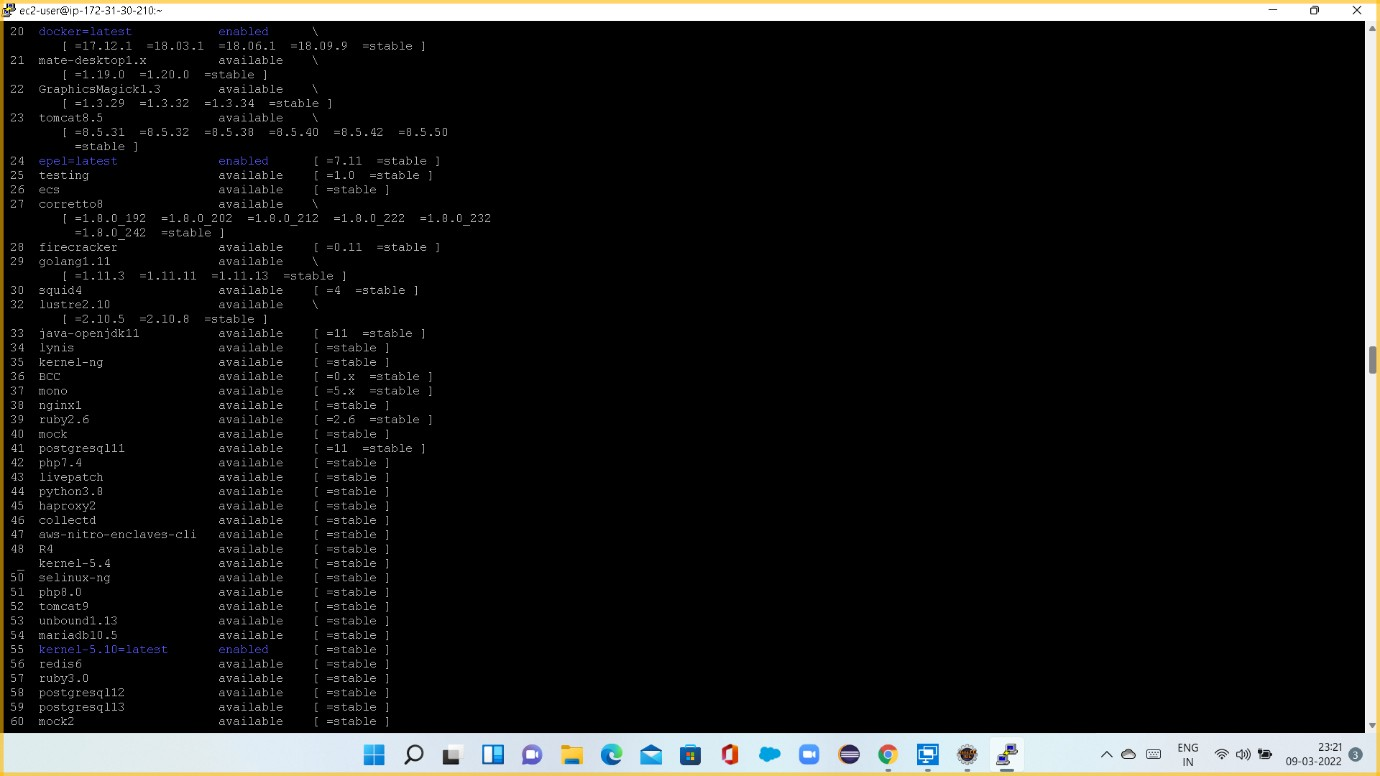 ec2-user@ip-172-31-30-210:~
20 docker=latest enabled \
[ =17.12.1 =18.03.1 =18.06.1 =18.09.9 =stable ]
21 mate-desktop1.x available \
[ =1.19.0 =1.20.0 =stable ]
22 GraphicsMagick1.3 available \
[ =1.3.29 =1.3.32 =1.3.34 =stable ]
23 tomcat8.5 available \
[ =8.5.31 =8.5.32 =8.5.38 =8.5.40 =8.5.42 =8.5.50
=stable ]
24 epel=latest enabled [ =7.11 =stable ]
25 testing available [ =1.0 =stable ]
26 ecs available [ =stable ]
27 corretto8 available \
[ =1.8.0_192 =1.8.0_202 =1.8.0_212 =1.8.0_222 =1.8.0_232
=1.8.0_242 =stable ]
28 firecracker available [ =0.11 =stable ]
29 golang1.11 available \
[ =1.11.3 =1.11.11 =1.11.13 =stable ]
30 squid4 available [ =4 =stable ]
32 lustre2.10 available \
[ =2.10.5 =2.10.8 =stable ]
33 java-openjdk11 available [ =11 =stable ]
34 lynis available [ =stable ]
35 kernel-ng available [ =stable ]
36 BCC available [ =0.x =stable ]
37 mono available [ =5.x =stable ]
38 nginx1 available [ =stable ]
39 ruby2.6 available [ =2.6 =stable ]
40 mock available [ =stable ]
41 postgresql11 available [ =11 =stable ]
42 php7.4 available [ =stable ]
43 livepatch available [ =stable ]
44 python3.8 available [ =stable ]
45 haproxy2 available [ =stable ]
46 collectd available [ =stable ]
47 aws-nitro-enclaves-cli available [ =stable ]
48 R4 available [ =stable ]
_ kernel-5.4 available [ =stable ]
50 selinux-ng available [ =stable ]
51 php8.0 available [ =stable ]
52 tomcat9 available [ =stable ]
53 unbound1.13 available [ =stable ]
54 mariadb10.5 available [ =stable ]
55 kernel-5.10=latest enabled [ =stable ]
56 redis6 available [ =stable ]
57 ruby3.0 available [ =stable ]
58 postgresql12 available [ =stable ]
59 postgresql13 available [ =stable ]
60 mock2 available [ =stable ]
ENG 23:21
IN 09-03-2022 3